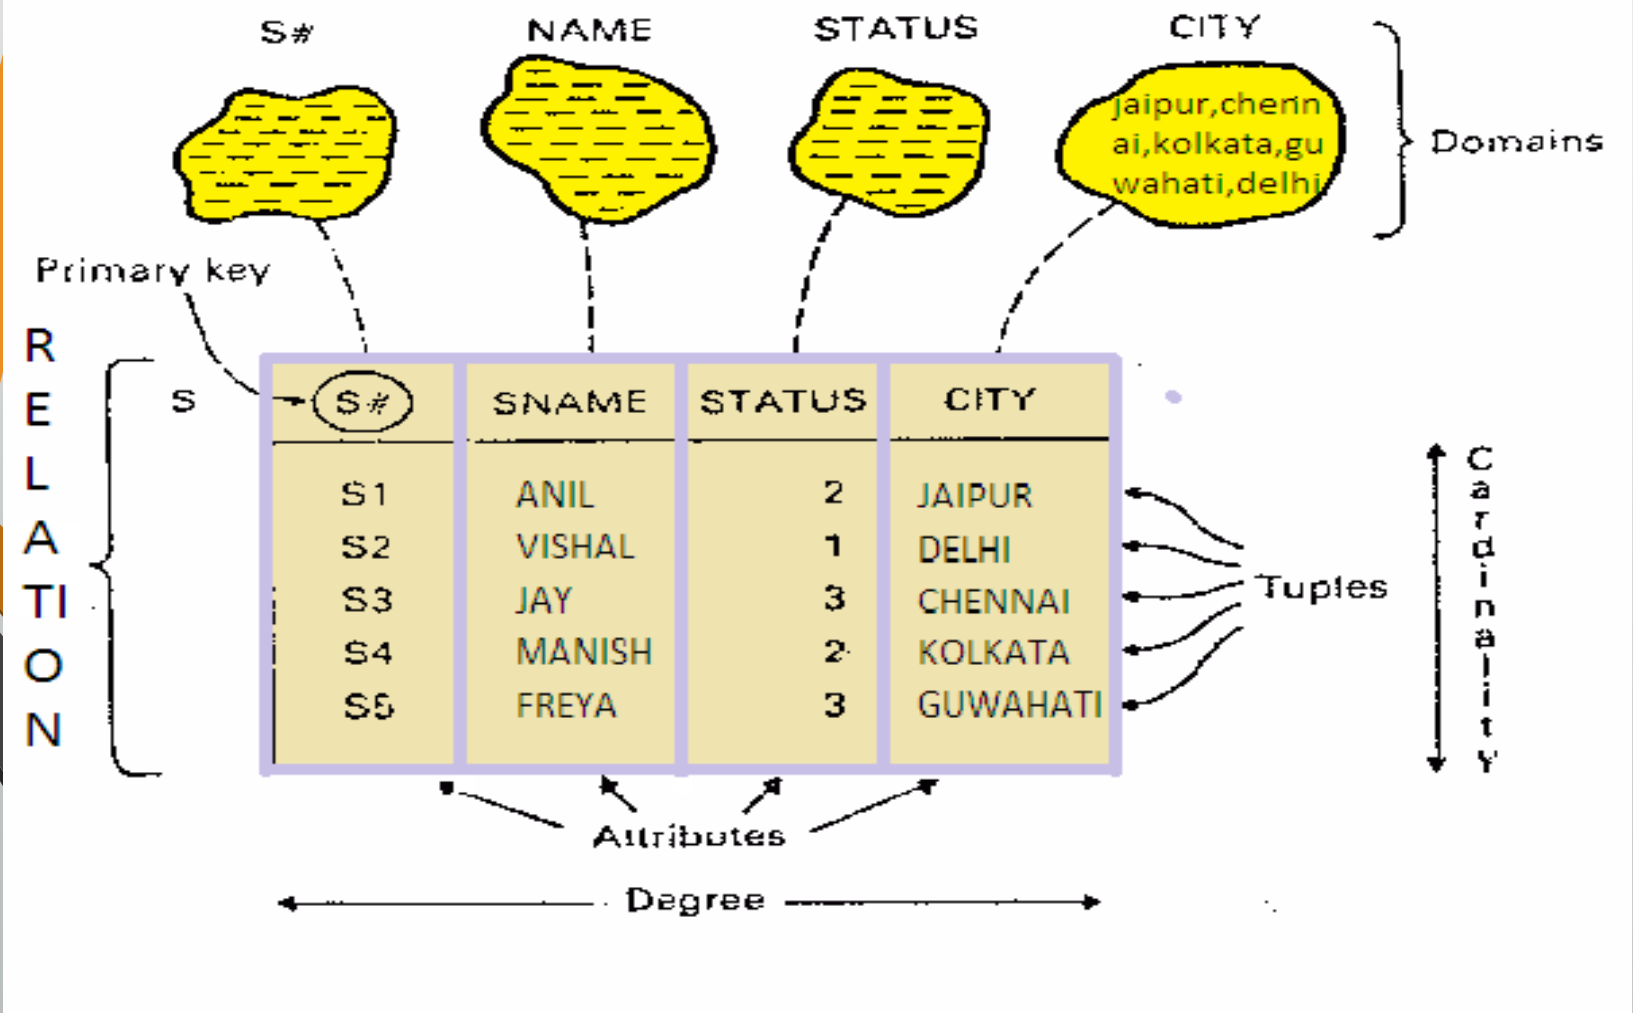 S# NAME STATUS CITY
jaipur,chenn
ai,kolkata,gu
wahati,delhi
Domains
Primary key
R
E
L
A
TI
O
N
S
S# SNAME STATUS CITY
S1 ANIL 2 JAIPUR
S2 VISHAL 1 DELHI
S3 JAY 3 CHENNAI
S4 MANISH 2 KOLKATA
S5 FREYA 3 GUWAHATI
Tuples
C
a
r
d
i
n
a
l
i
t
y
Attributes
Degree